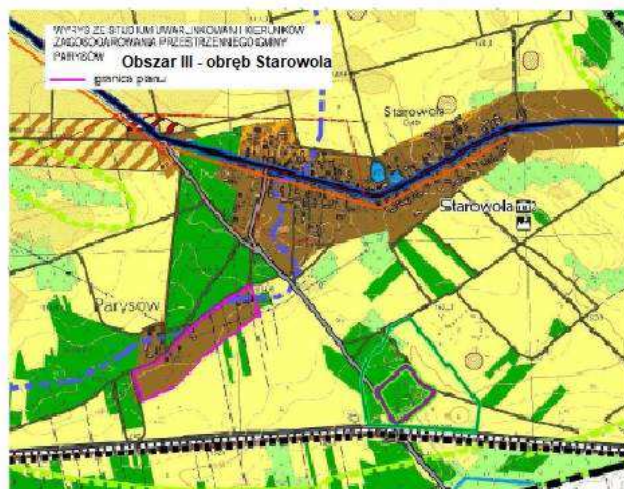 WYRYS ZE STUDIUM UWARUNKOWAŃ I KIERUNKÓW
ZAGOSPODAROWANIA PRZESTRZENNEGO GMINY
PARYSÓW Obszar III - obręb Starowola
granica planu
Starowola
Starowola
Parysów